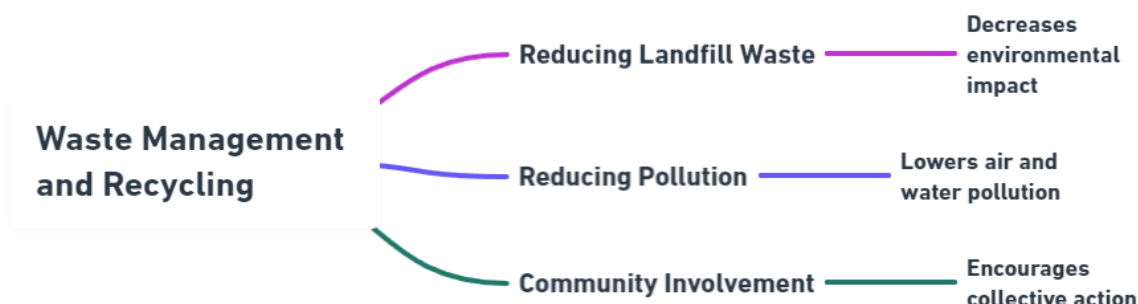 Waste Management
and Recycling
Reducing Landfill Waste
Decreases
environmental
impact
Reducing Pollution
Lowers air and
water pollution
Community Involvement
Encourages
collective action